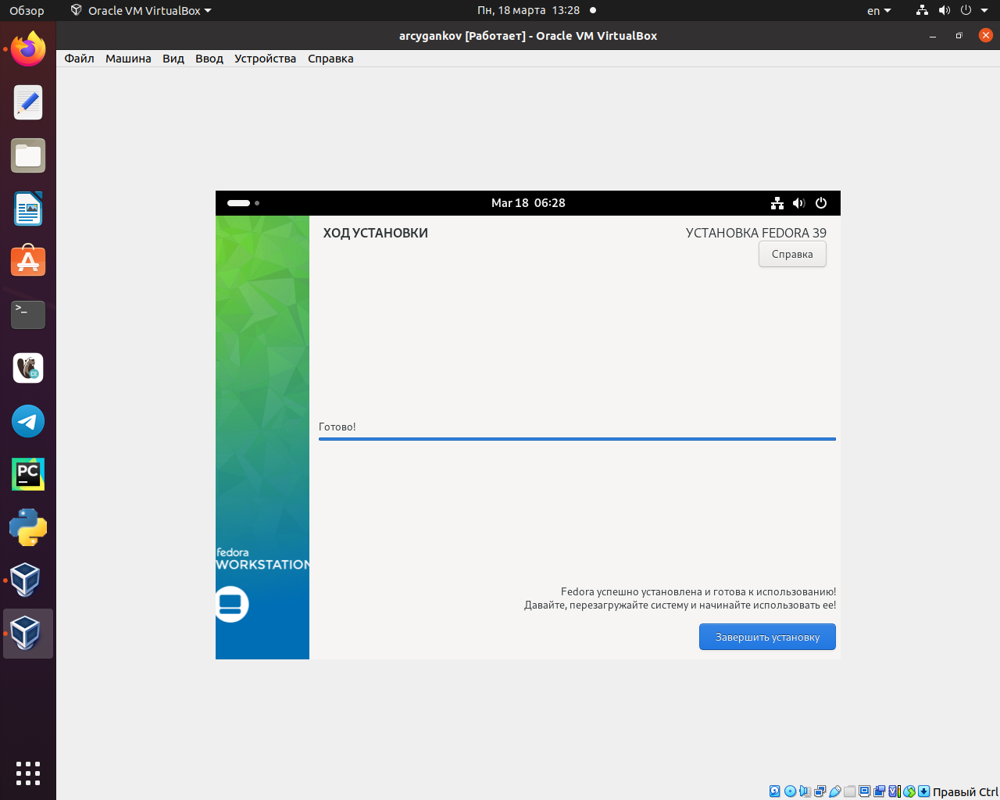 Обзор
Oracle VM VirtualBox
Пн, 18 марта 13:28
en
arcygankov [Работает] - Oracle VM VirtualBox
Файл Машина Вид Ввод Устройства Справка
Mar 18 06:28
ХОД УСТАНОВКИ
УСТАНОВКА FEDORA 39
Справка
Готово!
fedora
WORKSTATION
Fedora успешно установлена и готова к использованию!
Давайте, перезагружайте систему и начинайте использовать ее!
Завершить установку
>_
CE
PC
Правый Ctrl